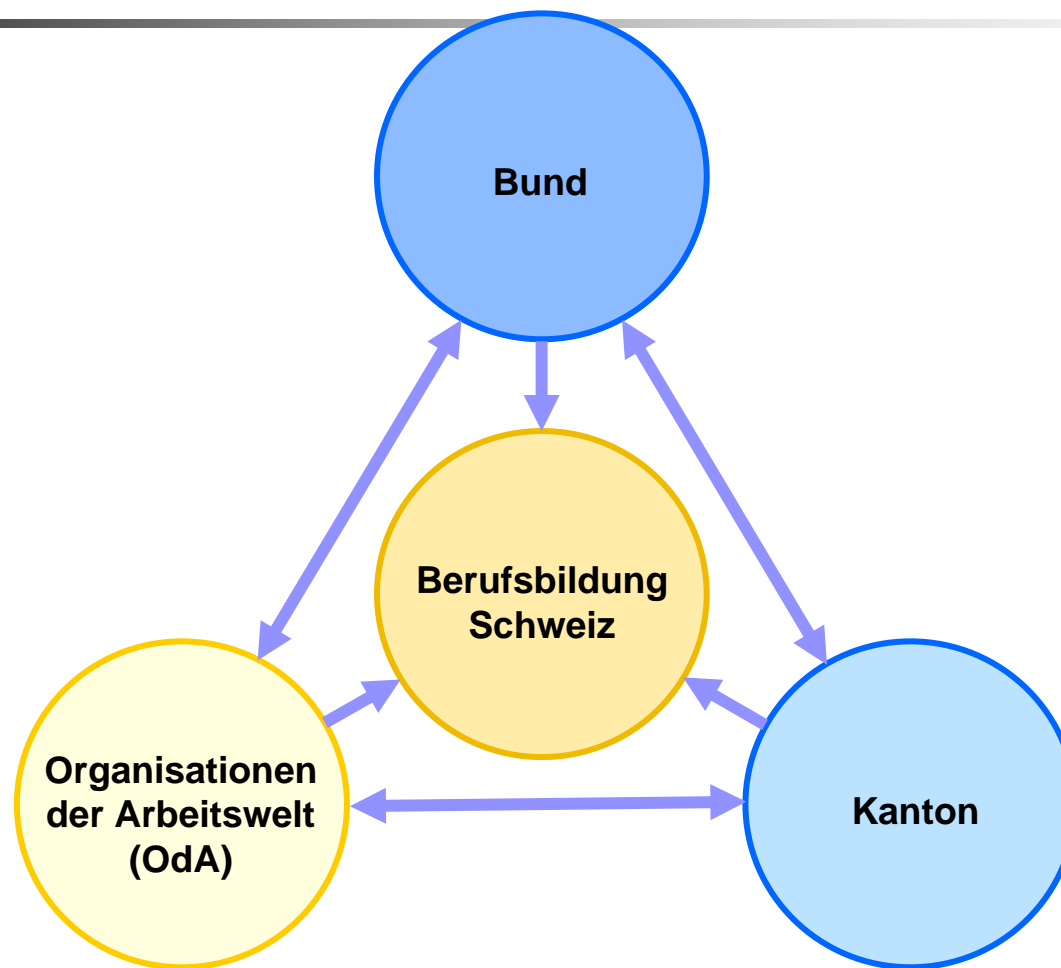 Bund
Berufsbildung
Schweiz
Organisationen
der Arbeitswelt
(OdA)
Kanton